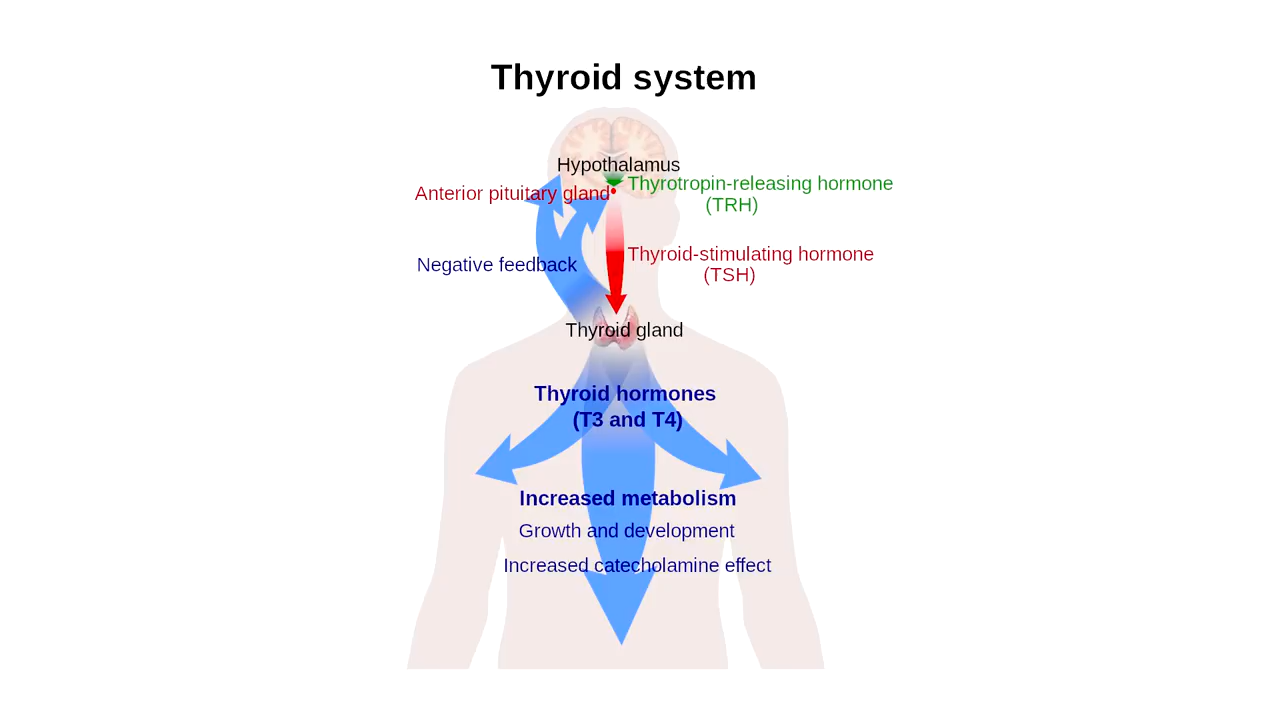 Thyroid system
Hypothalamus
Thyrotropin-releasing hormone
(TRH)
Anterior pituitary gland
Thyroid-stimulating hormone
(TSH)
Negative feedback
Thyroid gland
Thyroid hormones
(T3 and T4)
Increased metabolism
Growth and development
Increased catecholamine effect